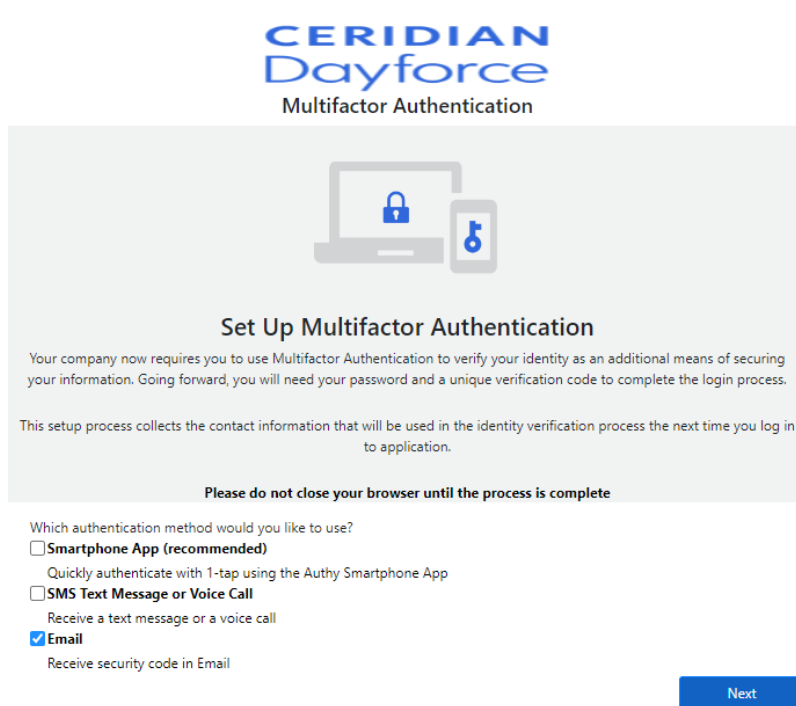 CERIDIAN
Dayforce
Multifactor Authentication
Set Up Multifactor Authentication
Your company now requires you to use Multifactor Authentication to verify your identity as an additional means of securing
your information. Going forward, you will need your password and a unique verification code to complete the login process.
This setup process collects the contact information that will be used in the identity verification process the next time you log in
to application.
Please do not close your browser until the process is complete
Which authentication method would you like to use?
Smartphone App (recommended)
Quickly authenticate with 1-tap using the Authy Smartphone App
SMS Text Message or Voice Call
Receive a text message or a voice call
Email
Receive security code in Email
Next